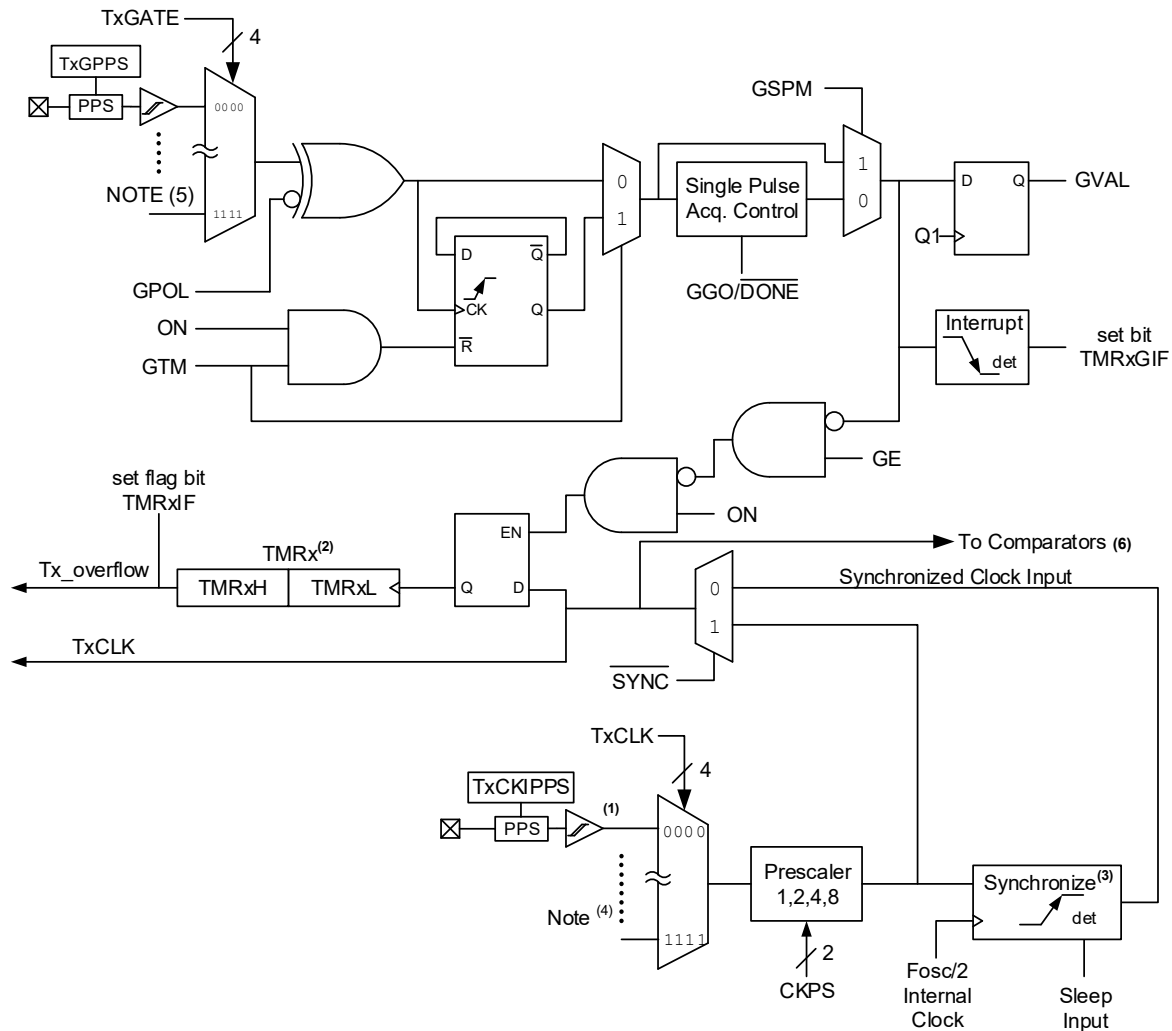 TxGATE
4
TxGPPS
PPS
0000
NOTE (5)
1111
GPOL
ON
GTM
D
Q
CK
Q
R
0
1
GSPM
Single Pulse
Acq. Control
GGO/DONE
1
0
D
Q
Q1
GVAL
Interrupt
det
set bit
TMRxGIF
GE
ON
set flag bit
TMRxIF
TMRx(2)
Tx_overflow
TMRxH
TMRxL
EN
Q
D
To Comparators (6)
0
1
Synchronized Clock Input
TxCLK
SYNC
TxCLK
4
TxCKIPPS
PPS
(1)
0000
Note (4)
1111
Prescaler
1,2,4,8
2
CKPS
Synchronize(3)
det
Fosc/2
Internal
Clock
Sleep
Input